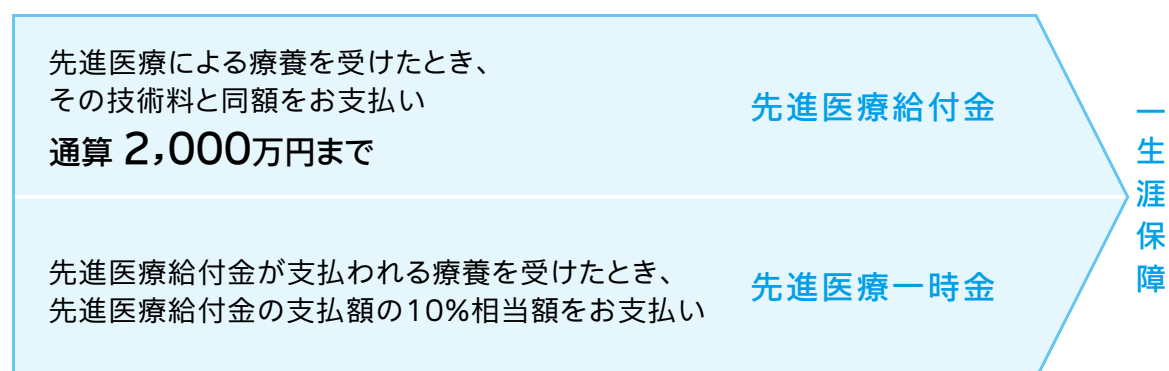 先進医療による療養を受けたとき、
その技術料と同額をお支払い
通算 2,000万円まで
先進医療給付金
先進医療給付金が支払われる療養を受けたとき、
先進医療給付金の支払額の10%相当額をお支払い
先進医療一時金
一生涯保障